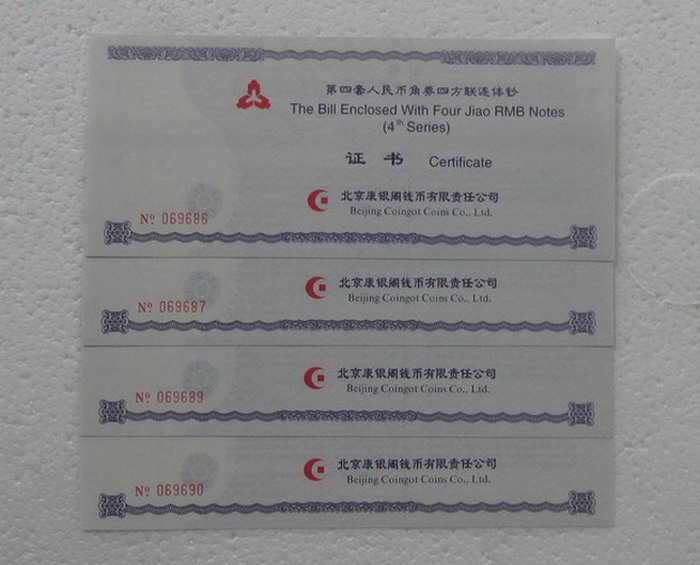 第四套人民币角券四方联连体钞
The Bill Enclosed With Four Jiao RMB Notes
(4th Series)
证 书 Certificate
北京康银阁钱币有限责任公司
Beijing Coingot Coins Co., Ltd.
№ 069686
北京康银阁钱币有限责任公司
Beijing Coingot Coins Co., Ltd.
№ 069687
北京康银阁钱币有限责任公司
Beijing Coingot Coins Co., Ltd.
№ 069689
北京康银阁钱币有限责任公司
Beijing Coingot Coins Co., Ltd.
№ 069690